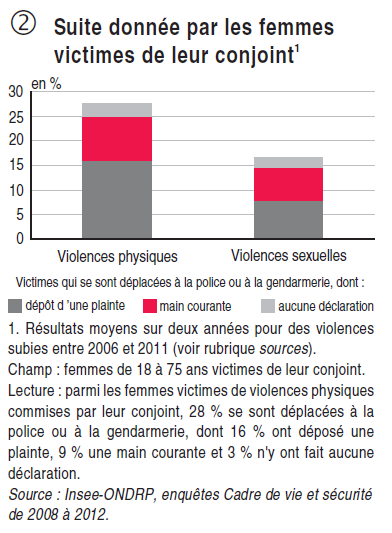 ② Suite donnée par les femmes
victimes de leur conjoint¹
en %
30
25
20
15
10
5
0
Violences physiques Violences sexuelles
Victimes qui se sont déplacées à la police ou à la gendarmerie, dont :
dépôt d 'une plainte main courante aucune déclaration
1. Résultats moyens sur deux années pour des violences
subies entre 2006 et 2011 (voir rubrique sources).
Champ : femmes de 18 à 75 ans victimes de leur conjoint.
Lecture : parmi les femmes victimes de violences physiques
commises par leur conjoint, 28 % se sont déplacées à la
police ou à la gendarmerie, dont 16 % ont déposé une
plainte, 9 % une main courante et 3 % n'y ont fait aucune
déclaration.
Source : Insee-ONDRP, enquêtes Cadre de vie et sécurité
de 2008 à 2012.